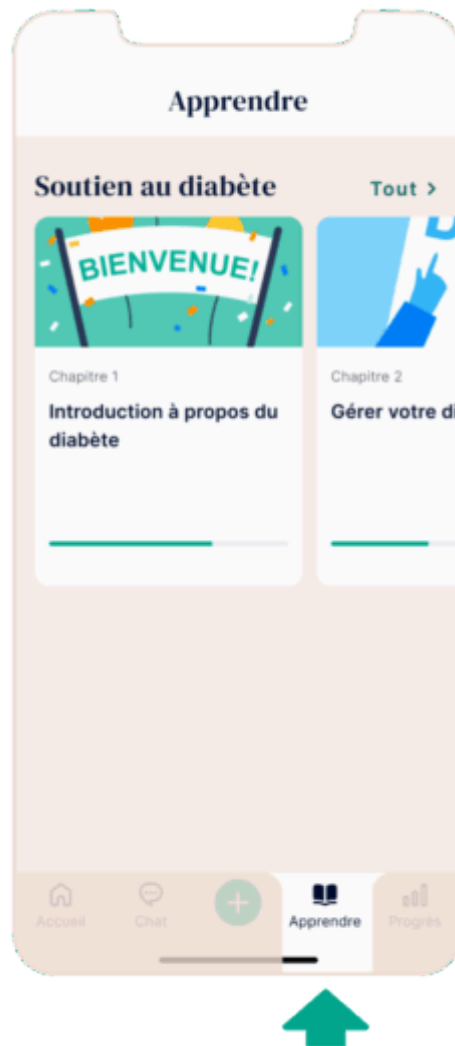 Apprendre
Soutien au diabète
Tout >
BIENVENUE!
Chapitre 1
Introduction à propos du
diabète
Chapitre 2
Gérer votre di
Accueil
Chat
Apprendre
Progrès